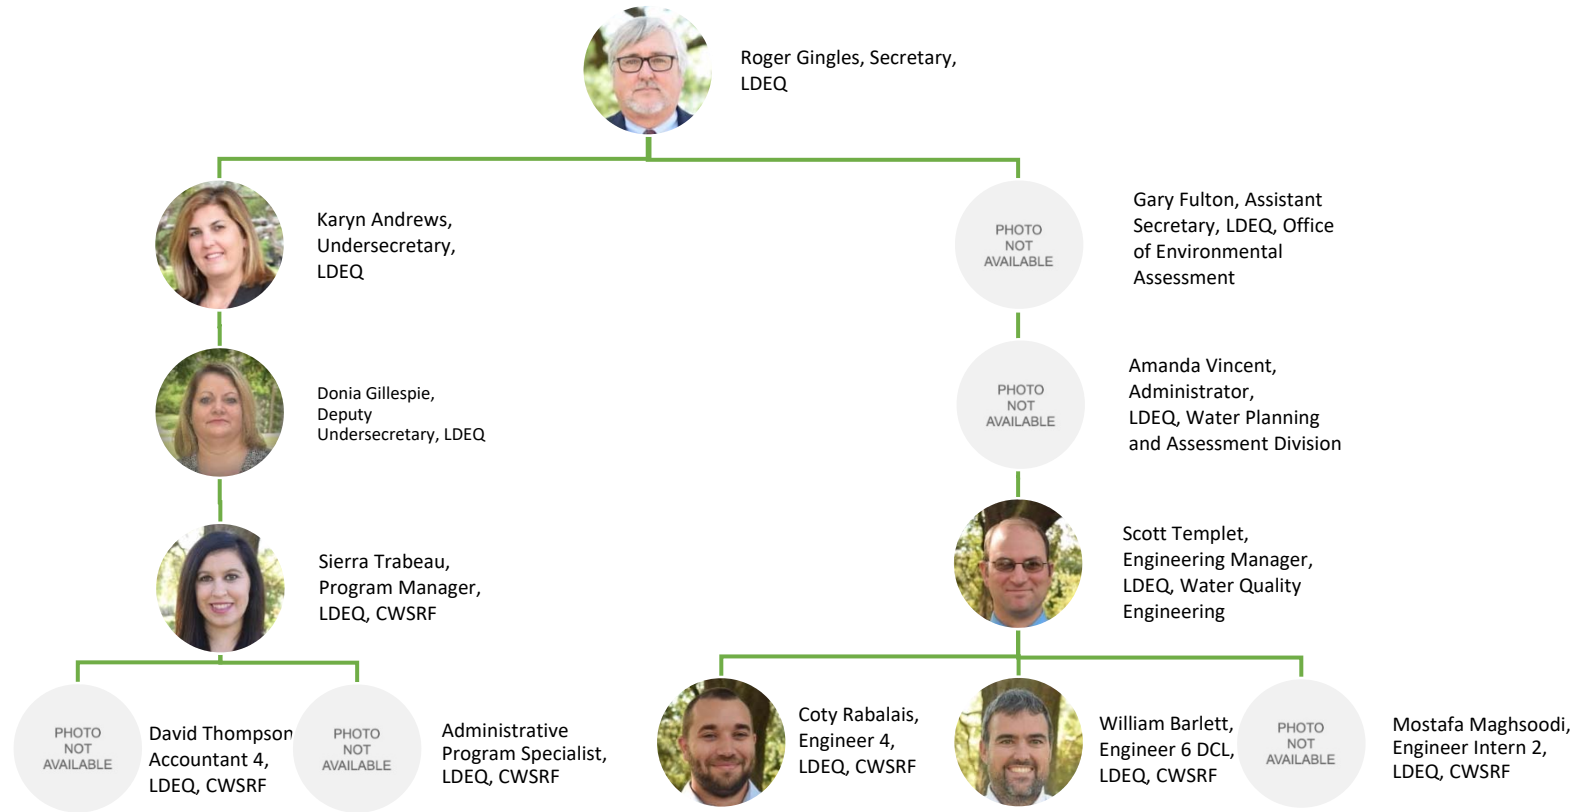 Roger Gingles, Secretary,
LDEQ
Karyn Andrews,
Undersecretary,
LDEQ
PHOTO
NOT
AVAILABLE
Gary Fulton, Assistant
Secretary, LDEQ, Office
of Environmental
Assessment
Donia Gillespie,
Deputy
Undersecretary, LDEQ
PHOTO
NOT
AVAILABLE
Amanda Vincent,
Administrator,
LDEQ, Water Planning
and Assessment Division
Sierra Trabeau,
Program Manager,
LDEQ, CWSRF
Scott Templet,
Engineering Manager,
LDEQ, Water Quality
Engineering
PHOTO
NOT
AVAILABLE
David Thompson
Accountant 4,
LDEQ, CWSRF
PHOTO
NOT
AVAILABLE
Administrative
Program Specialist,
LDEQ, CWSRF
Coty Rabalais,
Engineer 4,
LDEQ, CWSRF
William Barlett,
Engineer 6 DCL,
LDEQ, CWSRF
PHOTO
NOT
AVAILABLE
Mostafa Maghsoodi,
Engineer Intern 2,
LDEQ, CWSRF